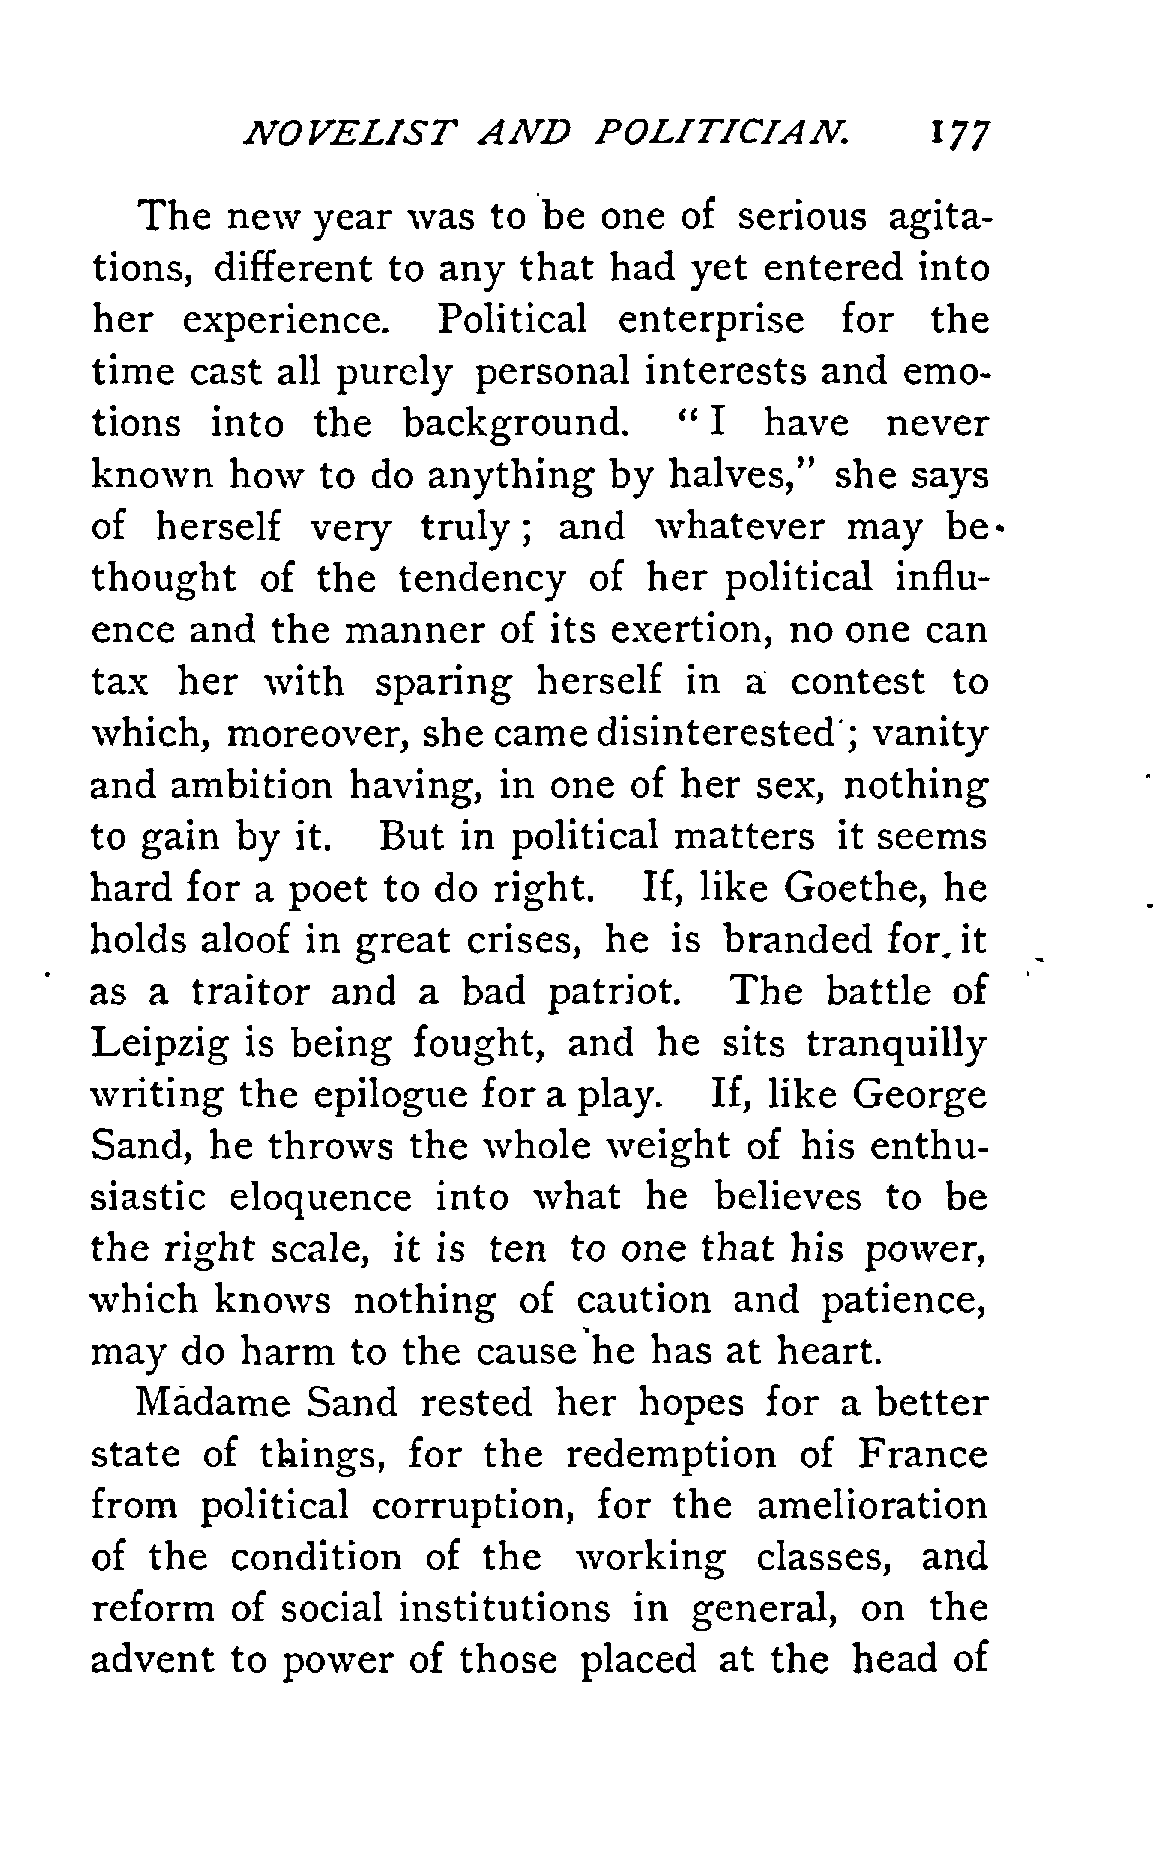 NOVELIST AND POLITICIAN. 177
The new year was to be one of serious agita-
tions, different to any that had yet entered into
her experience. Political enterprise for the
time cast all purely personal interests and emo-
tions into the background. “I have never
known how to do anything by halves,” she says
of herself very truly; and whatever may be
thought of the tendency of her political influ-
ence and the manner of its exertion, no one can
tax her with sparing herself in a contest to
which, moreover, she came disinterested; vanity
and ambition having, in one of her sex, nothing
to gain by it. But in political matters it seems
hard for a poet to do right. If, like Goethe, he
holds aloof in great crises, he is branded for it
as a traitor and a bad patriot. The battle of
Leipzig is being fought, and he sits tranquilly
writing the epilogue for a play. If, like George
Sand, he throws the whole weight of his enthu-
siastic eloquence into what he believes to be
the right scale, it is ten to one that his power,
which knows nothing of caution and patience,
may do harm to the cause he has at heart.
Madame Sand rested her hopes for a better
state of things, for the redemption of France
from political corruption, for the amelioration
of the condition of the working classes, and
reform of social institutions in general, on the
advent to power of those placed at the head of